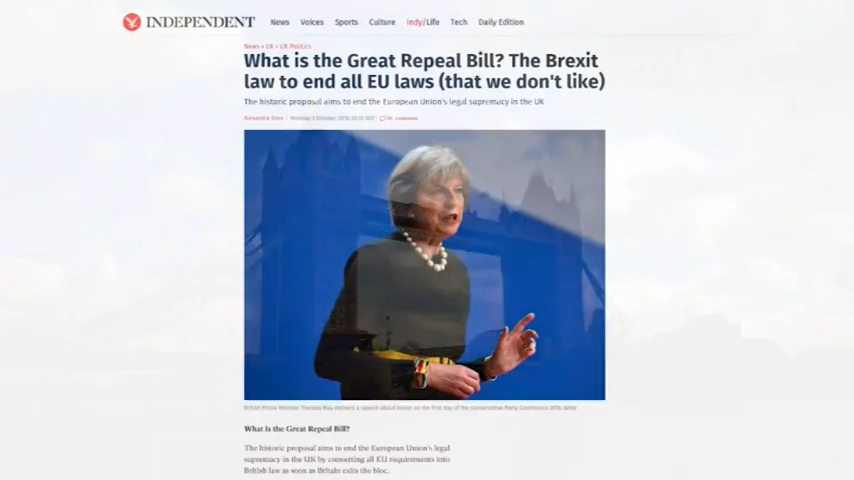 INDEPENDENT News Voices Sports Culture Indy/Life Tech Daily Edition
News › UK › UK Politics
What is the Great Repeal Bill? The Brexit
law to end all EU laws (that we don't like)
The historic proposal aims to end the European Union's legal supremacy in the UK
Monday 3 October 2016
British Prime Minister Theresa May delivers a speech about Brexit on the first day of the Conservative Party Conference 2016 Getty
What is the Great Repeal Bill?
The historic proposal aims to end the European Union's legal
supremacy in the UK by converting all EU requirements into
British law as soon as Britain exits the bloc.